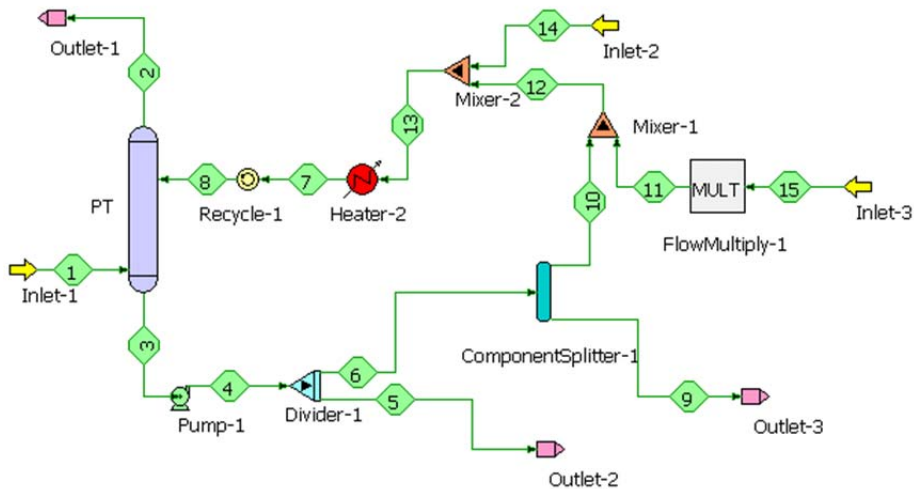 14
Inlet-2
Outlet-1
2
Mixer-2
12
Mixer-1
13
PT
8
Recycle-1
7
Heater-2
10
11
MULT
15
Inlet-3
FlowMultiply-1
1
Inlet-1
3
4
Pump-1
Divider-1
6
5
ComponentSplitter-1
9
Outlet-3
Outlet-2